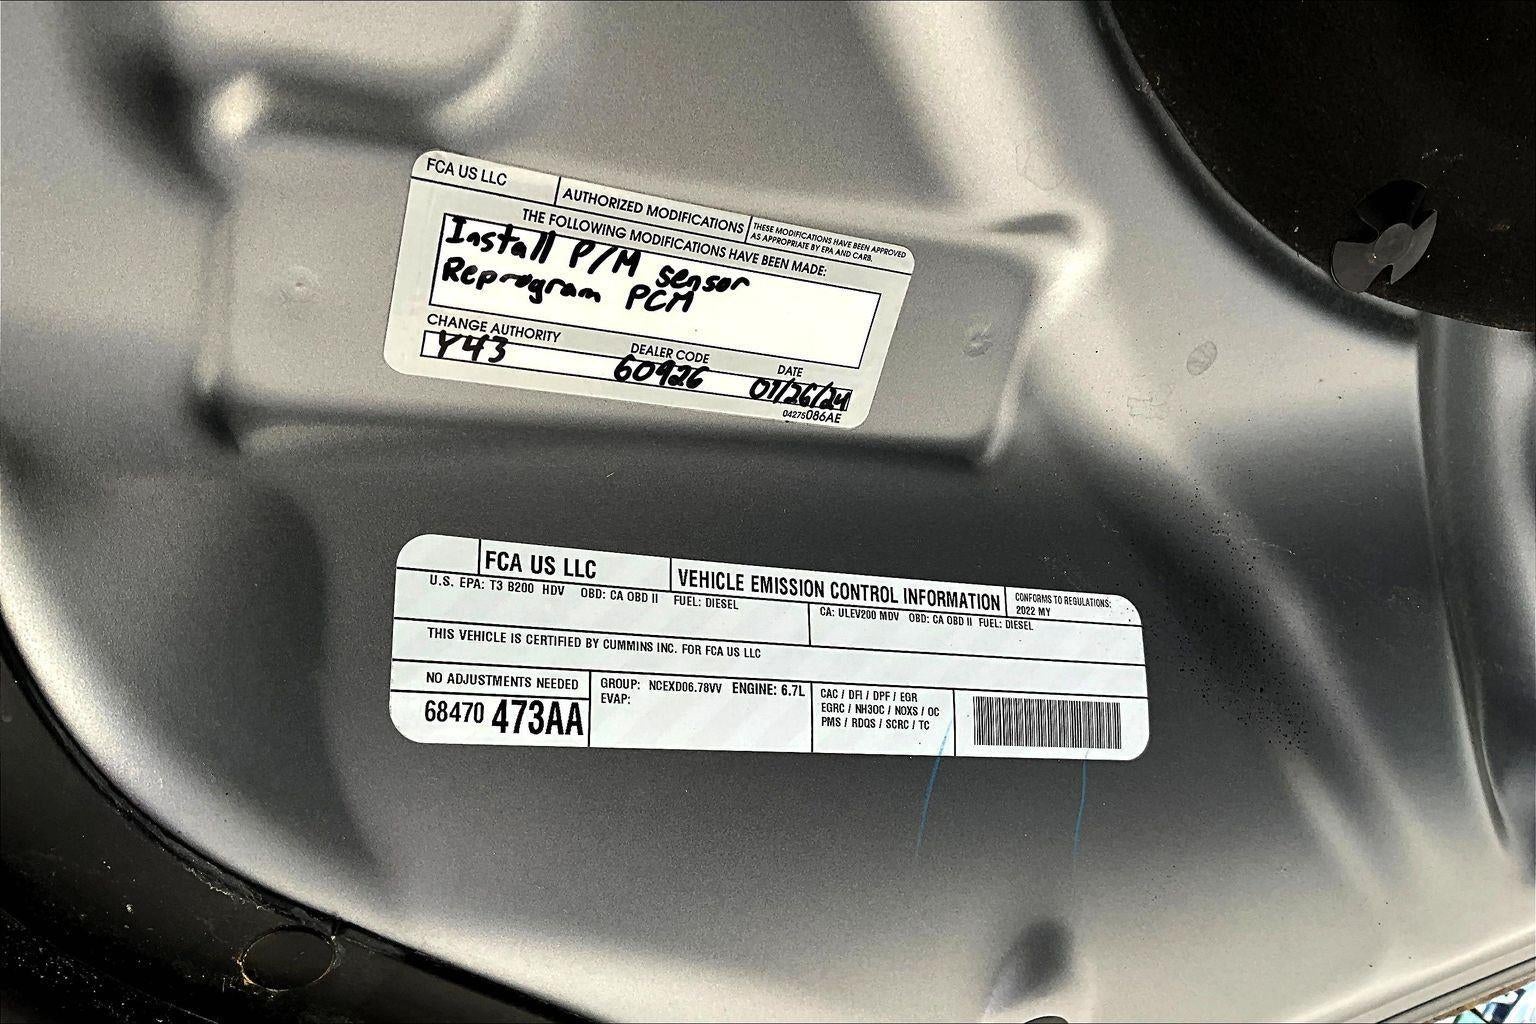 FCA US LLC
AUTHORIZED MODIFICATIONS
THESE MODIFICATIONS HAVE BEEN APPROVED
AS APPROPRIATE BY EPA AND CARB.
THE FOLLOWING MODIFICATIONS HAVE BEEN MADE:
Install P/M sensor
Reprogram PCM
CHANGE AUTHORITY
DEALER CODE
DATE
Y43
60926
07/26/24
04275086AE
FCA US LLC
VEHICLE EMISSION CONTROL INFORMATION
CONFORMS TO REGULATIONS:
2022 MY
U.S. EPA: T3 B200 HDV OBD: CA OBD II FUEL: DIESEL
CA: ULEV200 MDV OBD: CA OBD II FUEL: DIESEL
THIS VEHICLE IS CERTIFIED BY CUMMINS INC. FOR FCA US LLC
NO ADJUSTMENTS NEEDED
68470 473AA
GROUP: NCEXD06.78VV ENGINE: 6.7L
EVAP:
CAC / DFI / DPF / EGR
EGRC / NH3OC / NOXS / OC
PMS / RDQS / SCRC / TC